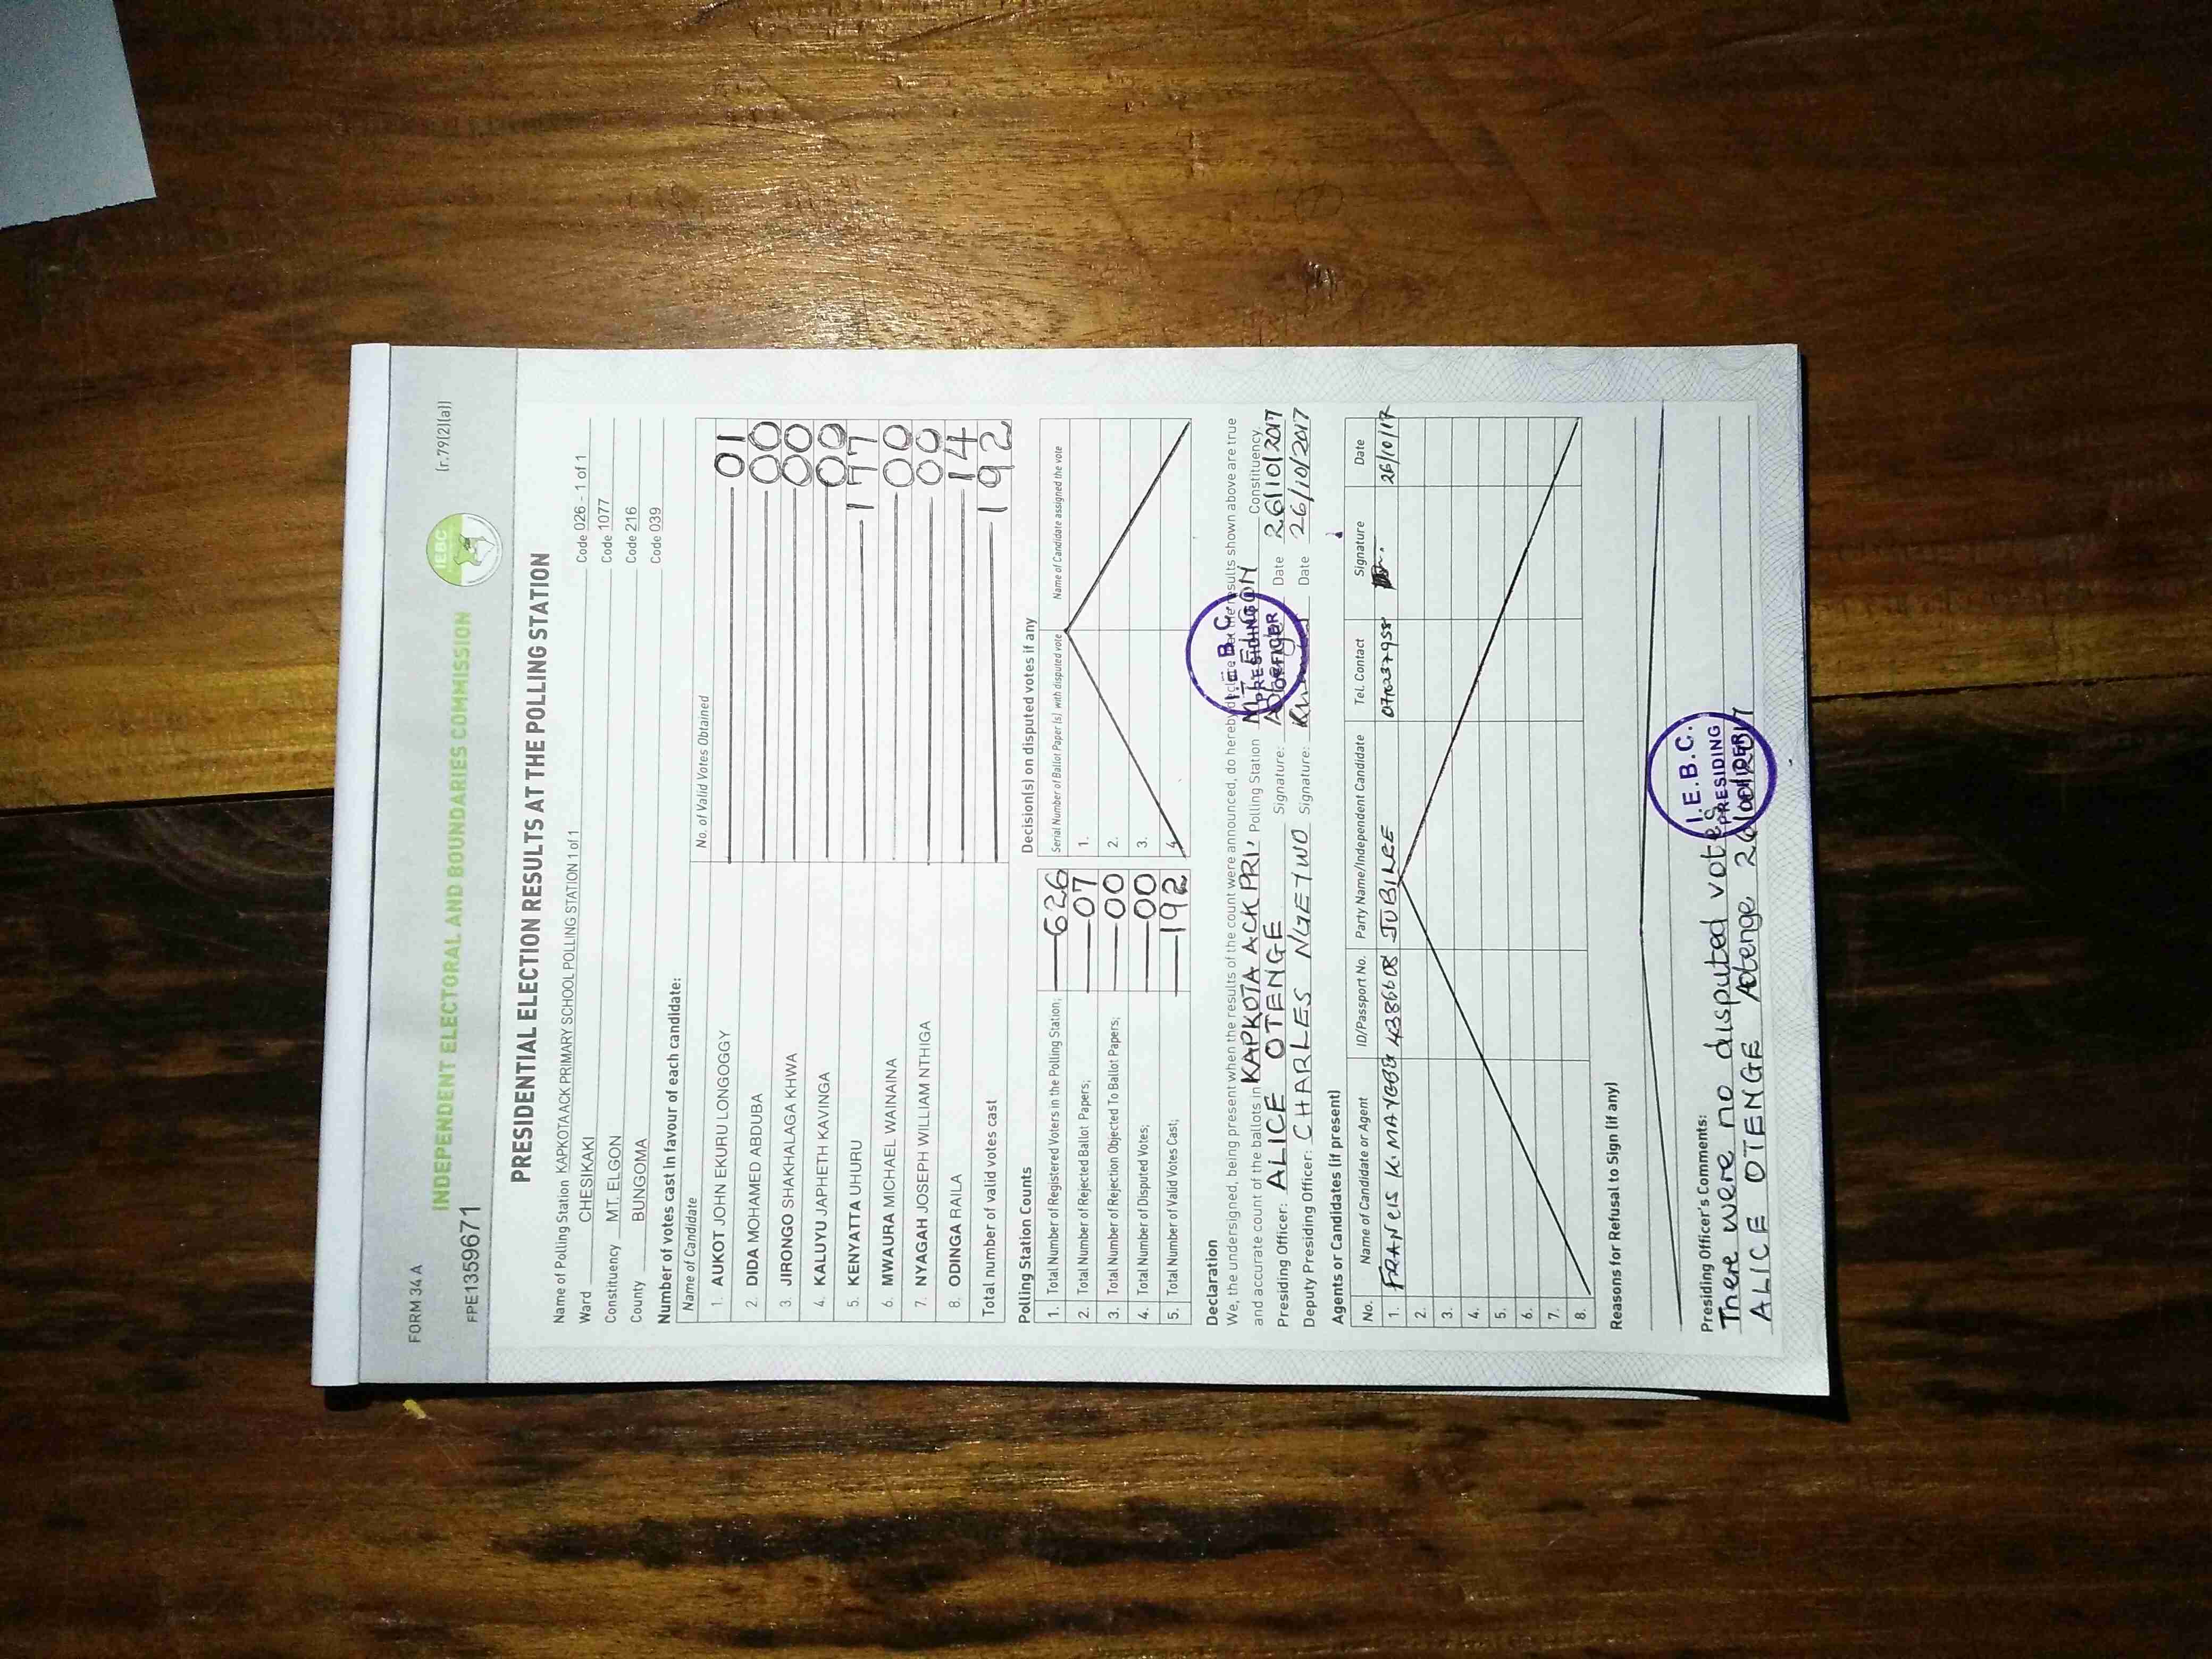 FORM 34 A
(r.79(2)(a))
IEBC
INDEPENDENT ELECTORAL AND BOUNDARIES COMMISSION
FPE1359671
PRESIDENTIAL ELECTION RESULTS AT THE POLLING STATION
Name of Polling Station KAPKOTA ACK PRIMARY SCHOOL POLLING STATION 1 of 1 Code 026 - 1 of 1
Ward CHESIKAKI Code 1077
Constituency MT. ELGON Code 216
County BUNGOMA Code 039
Number of votes cast in favour of each candidate:
Name of Candidate No. of Valid Votes Obtained
1. AUKOT JOHN EKURU LONGOGGY 01
2. DIDA MOHAMED ABDUBA 00
3. JIRONGO SHAKHALAGA KHWA 00
4. KALUYU JAPHETH KAVINGA 00
5. KENYATTA UHURU 177
6. MWAURA MICHAEL WAINAINA 00
7. NYAGAH JOSEPH WILLIAM NTHIGA 00
8. ODINGA RAILA 14
Total number of valid votes cast 192
Polling Station Counts
1. Total Number of Registered Voters in the Polling Station; 626
2. Total Number of Rejected Ballot Papers; 07
3. Total Number of Rejection Objected To Ballot Papers; 00
4. Total Number of Disputed Votes; 00
5. Total Number of Valid Votes Cast; 192
Decision(s) on disputed votes if any
Serial Number of Ballot Paper (s) with disputed vote Name of Candidate assigned the vote
1.
2.
3.
4.
Declaration
We, the undersigned, being present when the results of the count were announced, do hereby declare that the results shown above are true
and accurate count of the ballots in KAPKOTA ACK PRI. Polling Station MT ELGON Constituency.
Presiding Officer: ALICE OTENGE Signature: Date 26/10/2017
Deputy Presiding Officer: CHARLES NGETWO Signature: Date 26/10/2017
I.E.B.C.
PRESIDING
OFFICER
Agents or Candidates (if present)
No. Name of Candidate or Agent ID/Passport No. Party Name/Independent Candidate Tel. Contact Signature Date
1. FRANCIS K. JUBILEE 26/10/17
2.
3.
4.
5.
6.
7.
8.
Reasons for Refusal to Sign (if any)
Presiding Officer's Comments:
There were no disputed votes.
ALICE OTENGE Aotenge
I.E.B.C.
PRESIDING
OFFICER